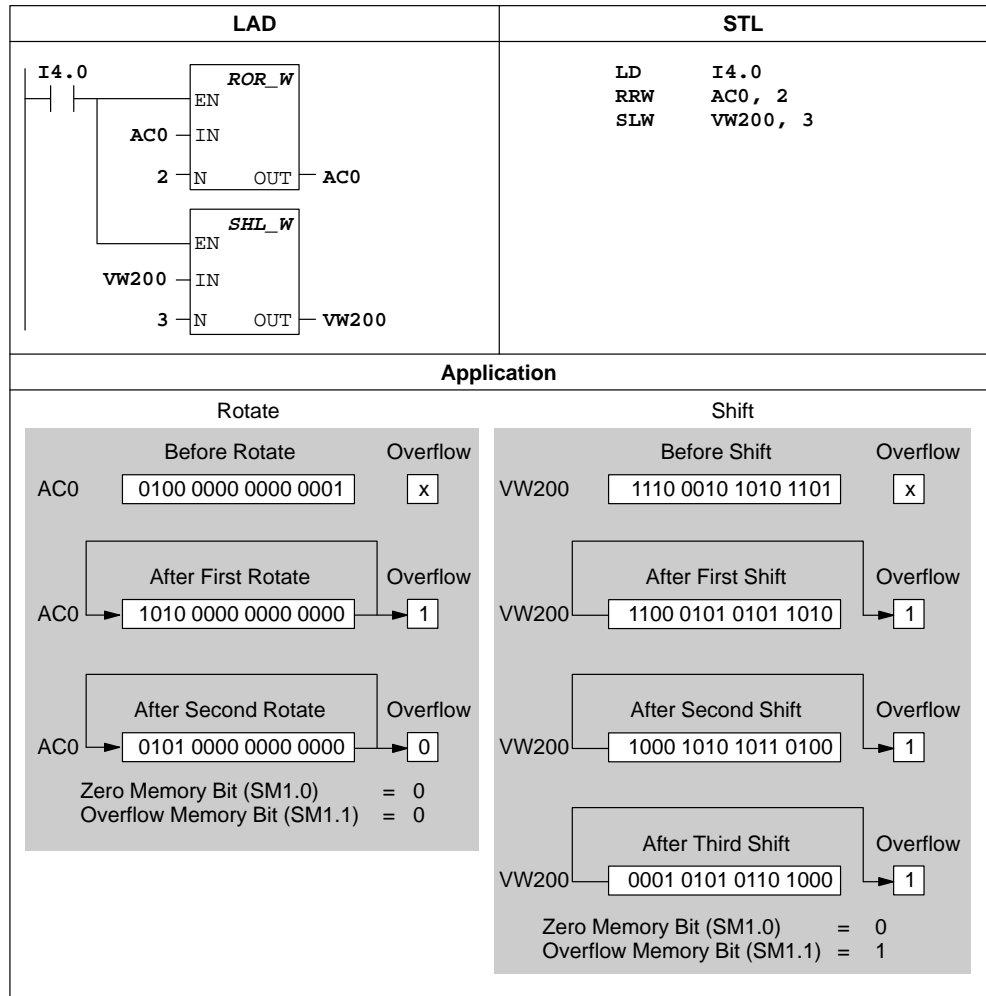 LAD
STL
I4.0
ROR_W
EN
AC0
IN
2
N
OUT
AC0
SHL_W
EN
VW200
IN
3
N
OUT
VW200
LD I4.0
RRW AC0, 2
SLW VW200, 3
Application
Rotate
Before Rotate Overflow
AC0 0100 0000 0000 0001 x
After First Rotate Overflow
AC0 1010 0000 0000 0000 1
After Second Rotate Overflow
AC0 0101 0000 0000 0000 0
Zero Memory Bit (SM1.0) = 0
Overflow Memory Bit (SM1.1) = 0
Shift
Before Shift Overflow
VW200 1110 0010 1010 1101 x
After First Shift Overflow
VW200 1100 0101 0101 1010 1
After Second Shift Overflow
VW200 1000 1010 1011 0100 1
After Third Shift Overflow
VW200 0001 0101 0110 1000 1
Zero Memory Bit (SM1.0) = 0
Overflow Memory Bit (SM1.1) = 1